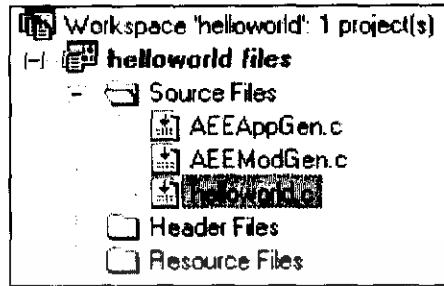 Workspace 'helloworld': 1 project(s)
helloworld files
Source Files
AEEAppGen.c
AEEModGen.c
helloworld.c
Header Files
Resource Files